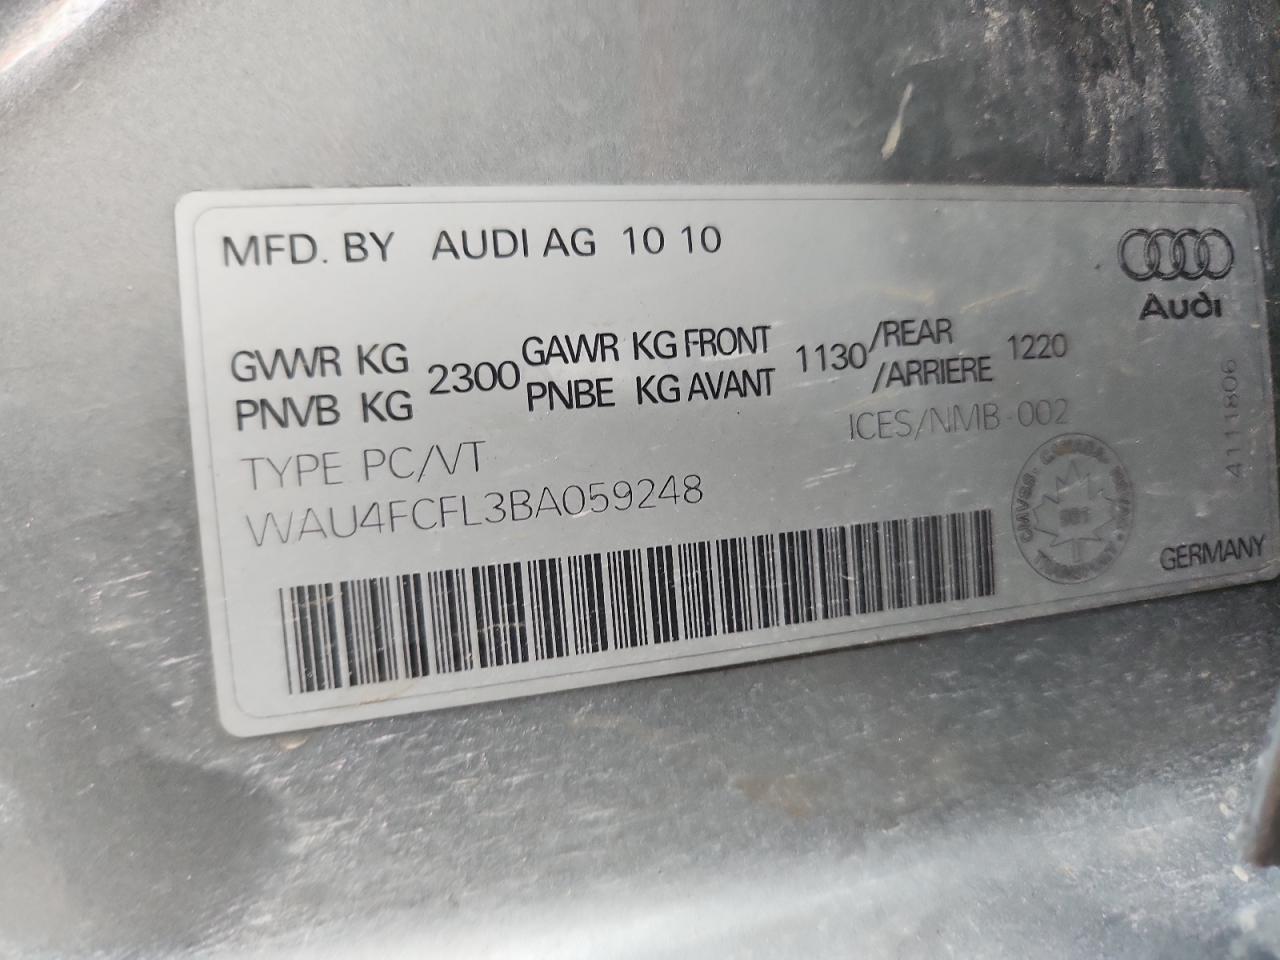 MFD. BY AUDI AG 10 10
Audi
GVWR KG 2300 GAWR KG FRONT 1130 /REAR 1220
PNVB KG PNBE KG AVANT /ARRIERE
TYPE PC/VT ICES/NMB-002
WAU4FCFL3BA059248
4111806
GERMANY